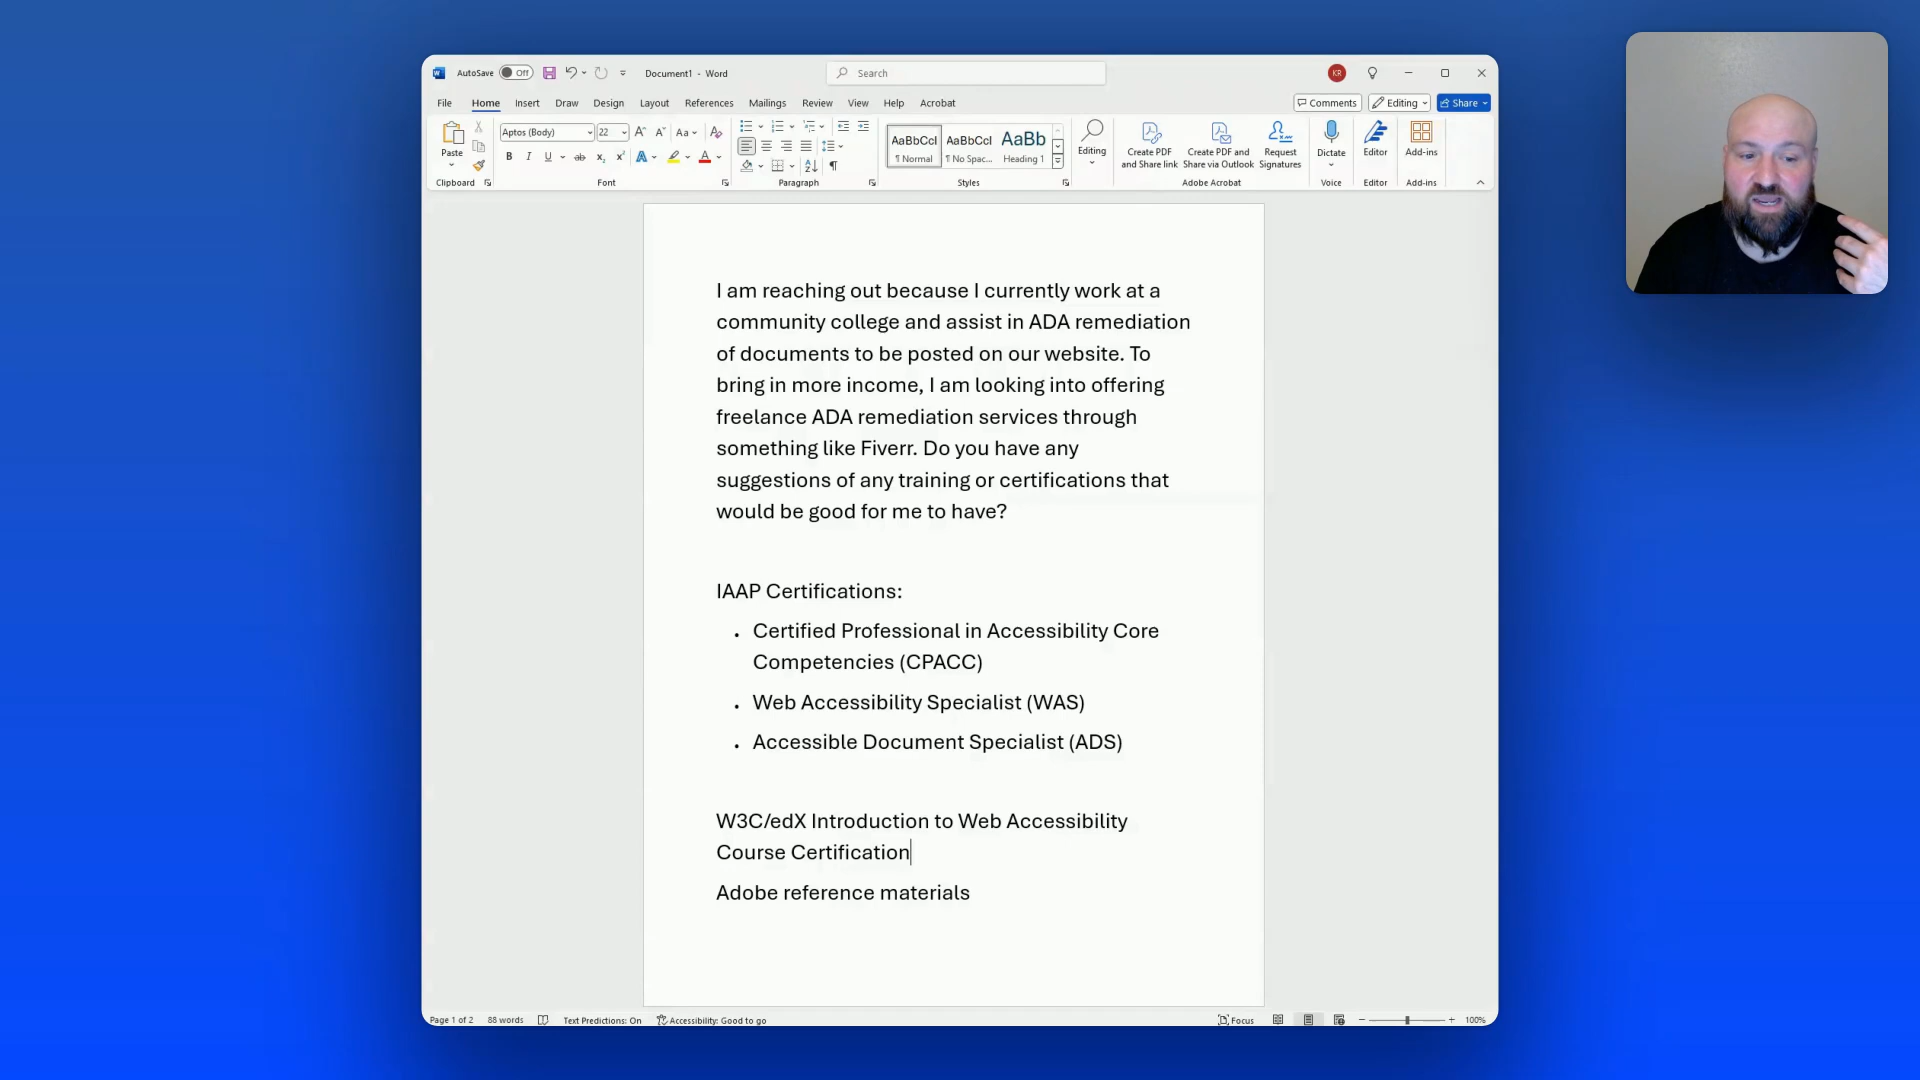 AutoSave Off Document1 - Word Search KR
File Home Insert Draw Design Layout References Mailings Review View Help Acrobat Comments Editing Share
Paste Aptos (Body) 22 Aa AaBbCcI AaBbCcI AaBb Editing Create PDF and Share link Create PDF and Share via Outlook Request Signatures Dictate Editor Add-ins
B I U ab x₂ x² A A ¶ Normal ¶ No Spac... Heading 1
Clipboard Font Paragraph Styles Adobe Acrobat Voice Editor Add-ins
I am reaching out because I currently work at a
community college and assist in ADA remediation
of documents to be posted on our website. To
bring in more income, I am looking into offering
freelance ADA remediation services through
something like Fiverr. Do you have any
suggestions of any training or certifications that
would be good for me to have?
IAAP Certifications:
• Certified Professional in Accessibility Core
Competencies (CPACC)
• Web Accessibility Specialist (WAS)
• Accessible Document Specialist (ADS)
W3C/edX Introduction to Web Accessibility
Course Certification
Adobe reference materials
Page 1 of 2 88 words Text Predictions: On Accessibility: Good to go Focus 100%